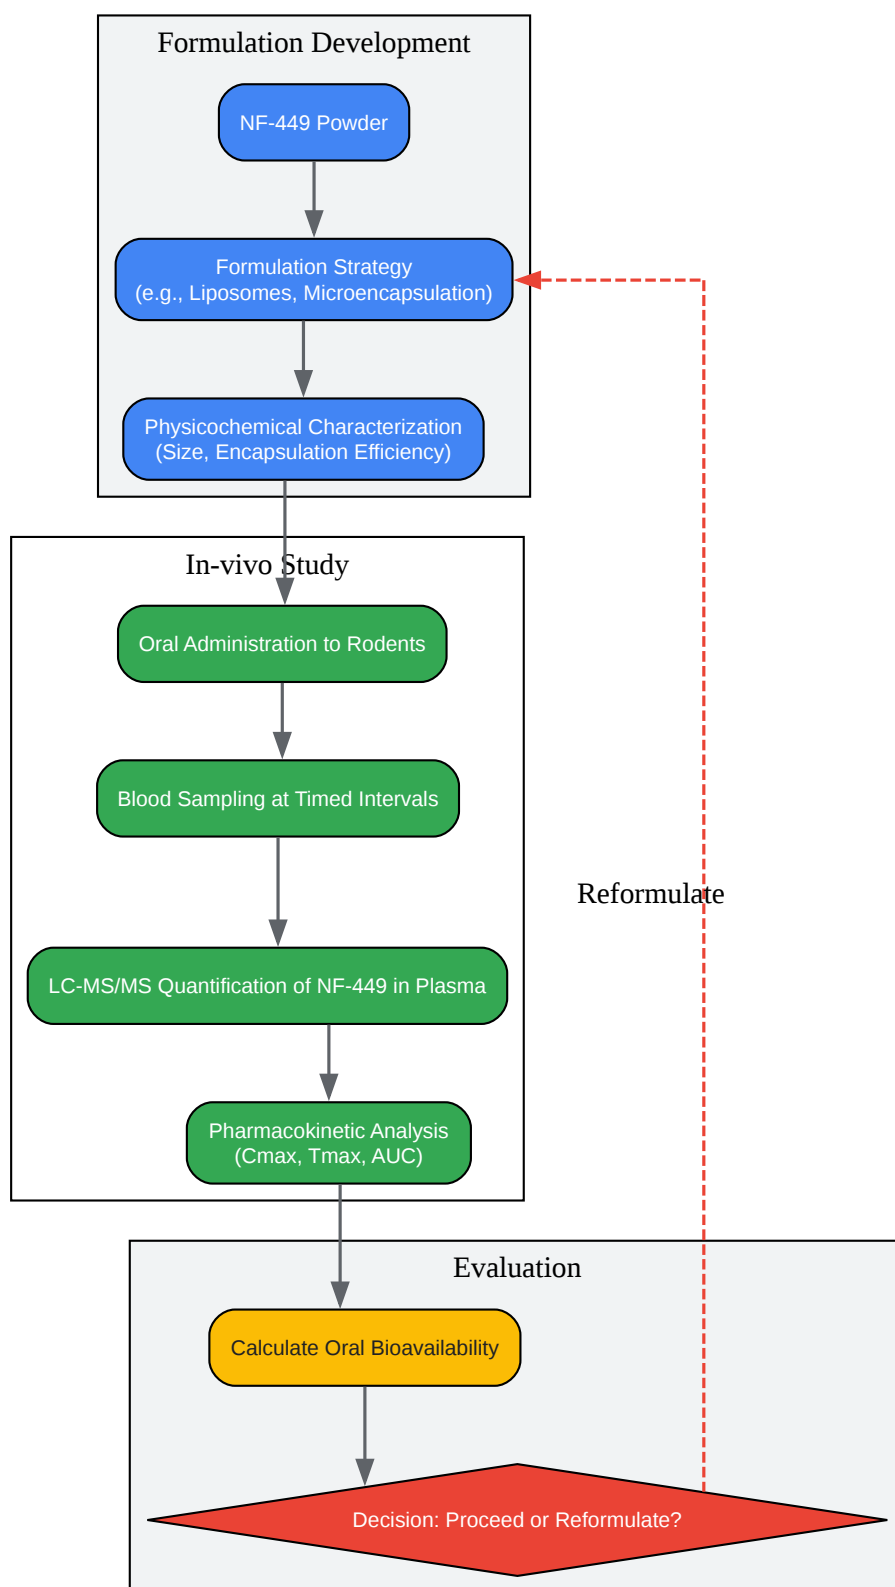 Formulation Development
NF-449 Powder
Formulation Strategy
(e.g., Liposomes, Microencapsulation)
Physicochemical Characterization
(Size, Encapsulation Efficiency)
In-vivo Study
Oral Administration to Rodents
Blood Sampling at Timed Intervals
Reformulate
LC-MS/MS Quantification of NF-449 in Plasma
Pharmacokinetic Analysis
(Cmax, Tmax, AUC)
Evaluation
Calculate Oral Bioavailability
Decision: Proceed or Reformulate?